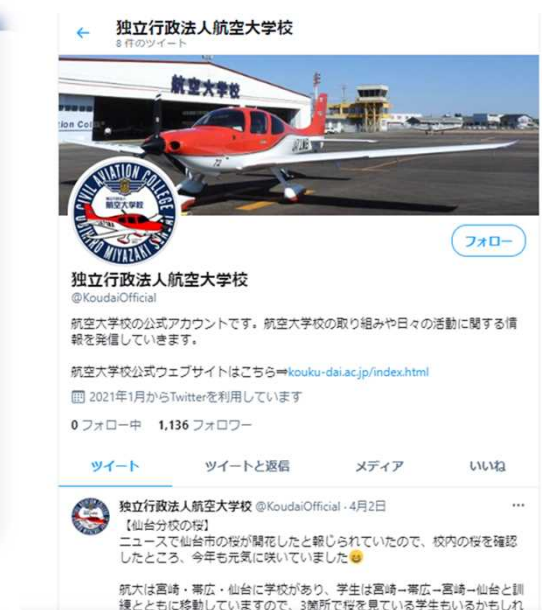 独立行政法人航空大学校
8 件のツイート
航空大学校
CIVIL AVIATION COLLEGE
航空大学校
OBIHIRO MIYAZAKI SENDAI
フォロー
独立行政法人航空大学校
@KoudaiOfficial
航空大学校の公式アカウントです。航空大学校の取り組みや日々の活動に関する情
報を発信していきます。
航空大学校公式ウェブサイトはこちら➡kouku-dai.ac.jp/index.html
2021年1月からTwitterを利用しています
0 フォロー中 1,136 フォロワー
ツイート ツイートと返信 メディア いいね
独立行政法人航空大学校 @KoudaiOfficial · 4月2日 …
【仙台分校の桜】
ニュースで仙台市の桜が開花したと報じられていたので、校内の桜を確認
したところ、今年も元気に咲いていました😄
航大は宮崎・帯広・仙台に学校があり、学生は宮崎→帯広→宮崎→仙台と訓
練とともに移動していますので、3箇所で桜を見ている学生もいるかもしれ